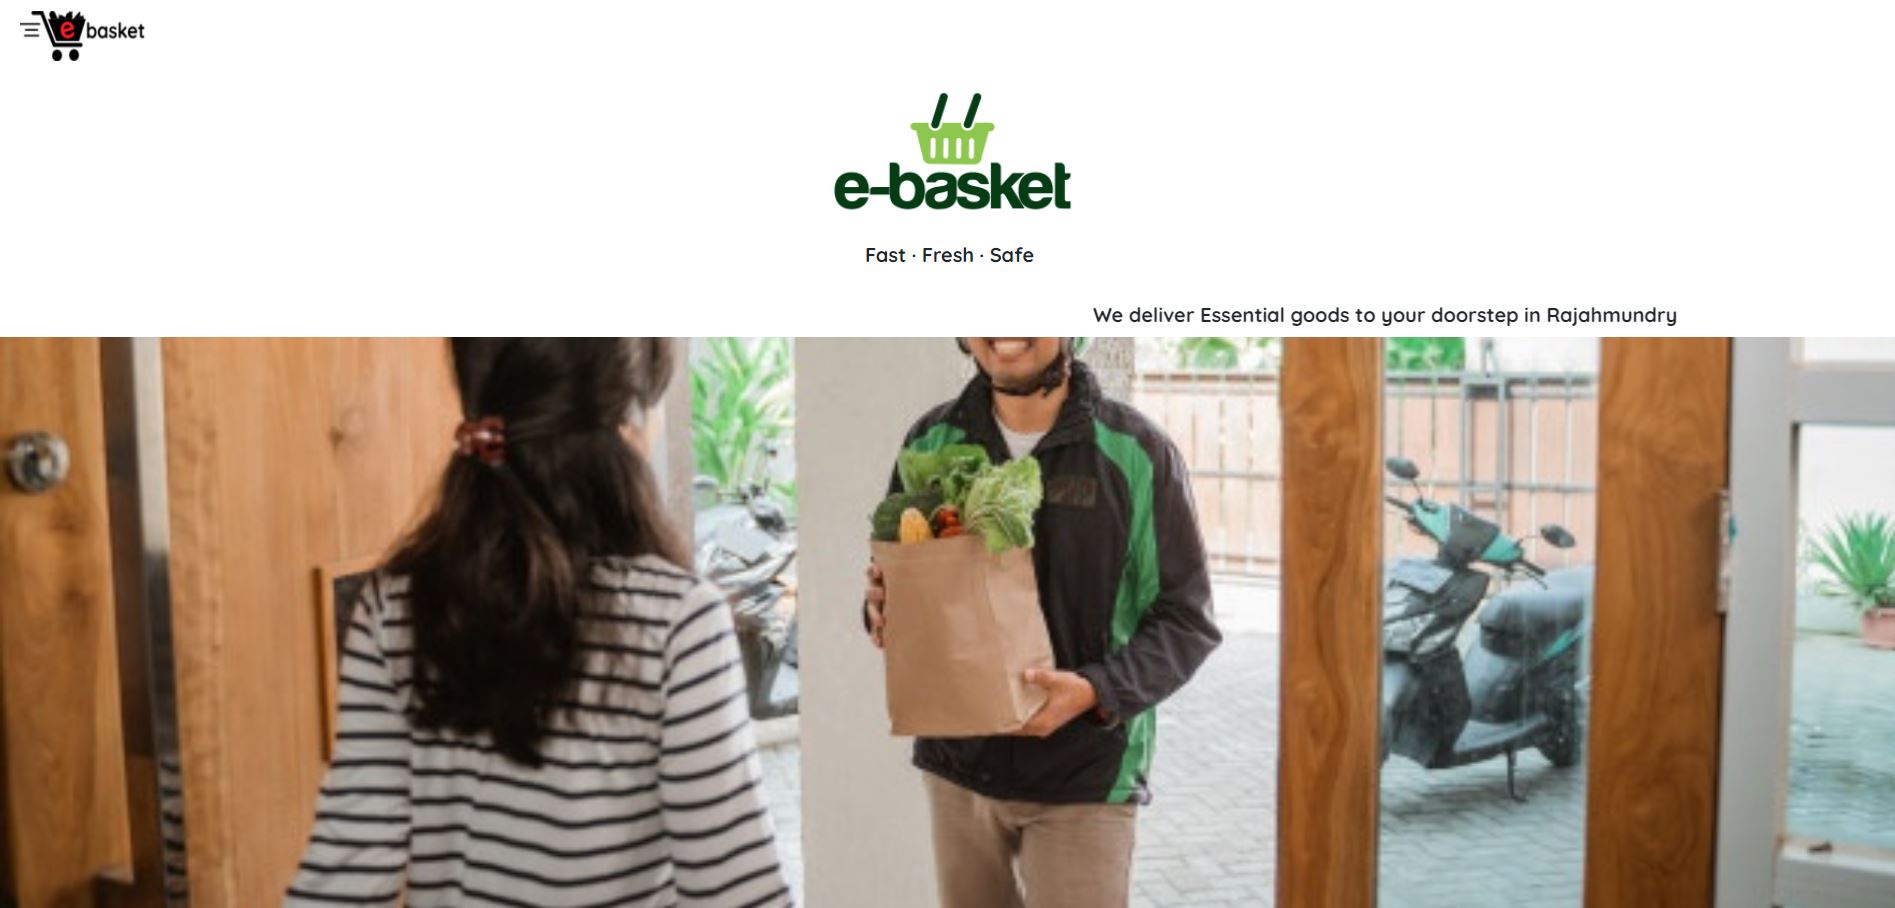 e basket
e-basket
Fast · Fresh · Safe
We deliver Essential goods to your doorstep in Rajahmundry